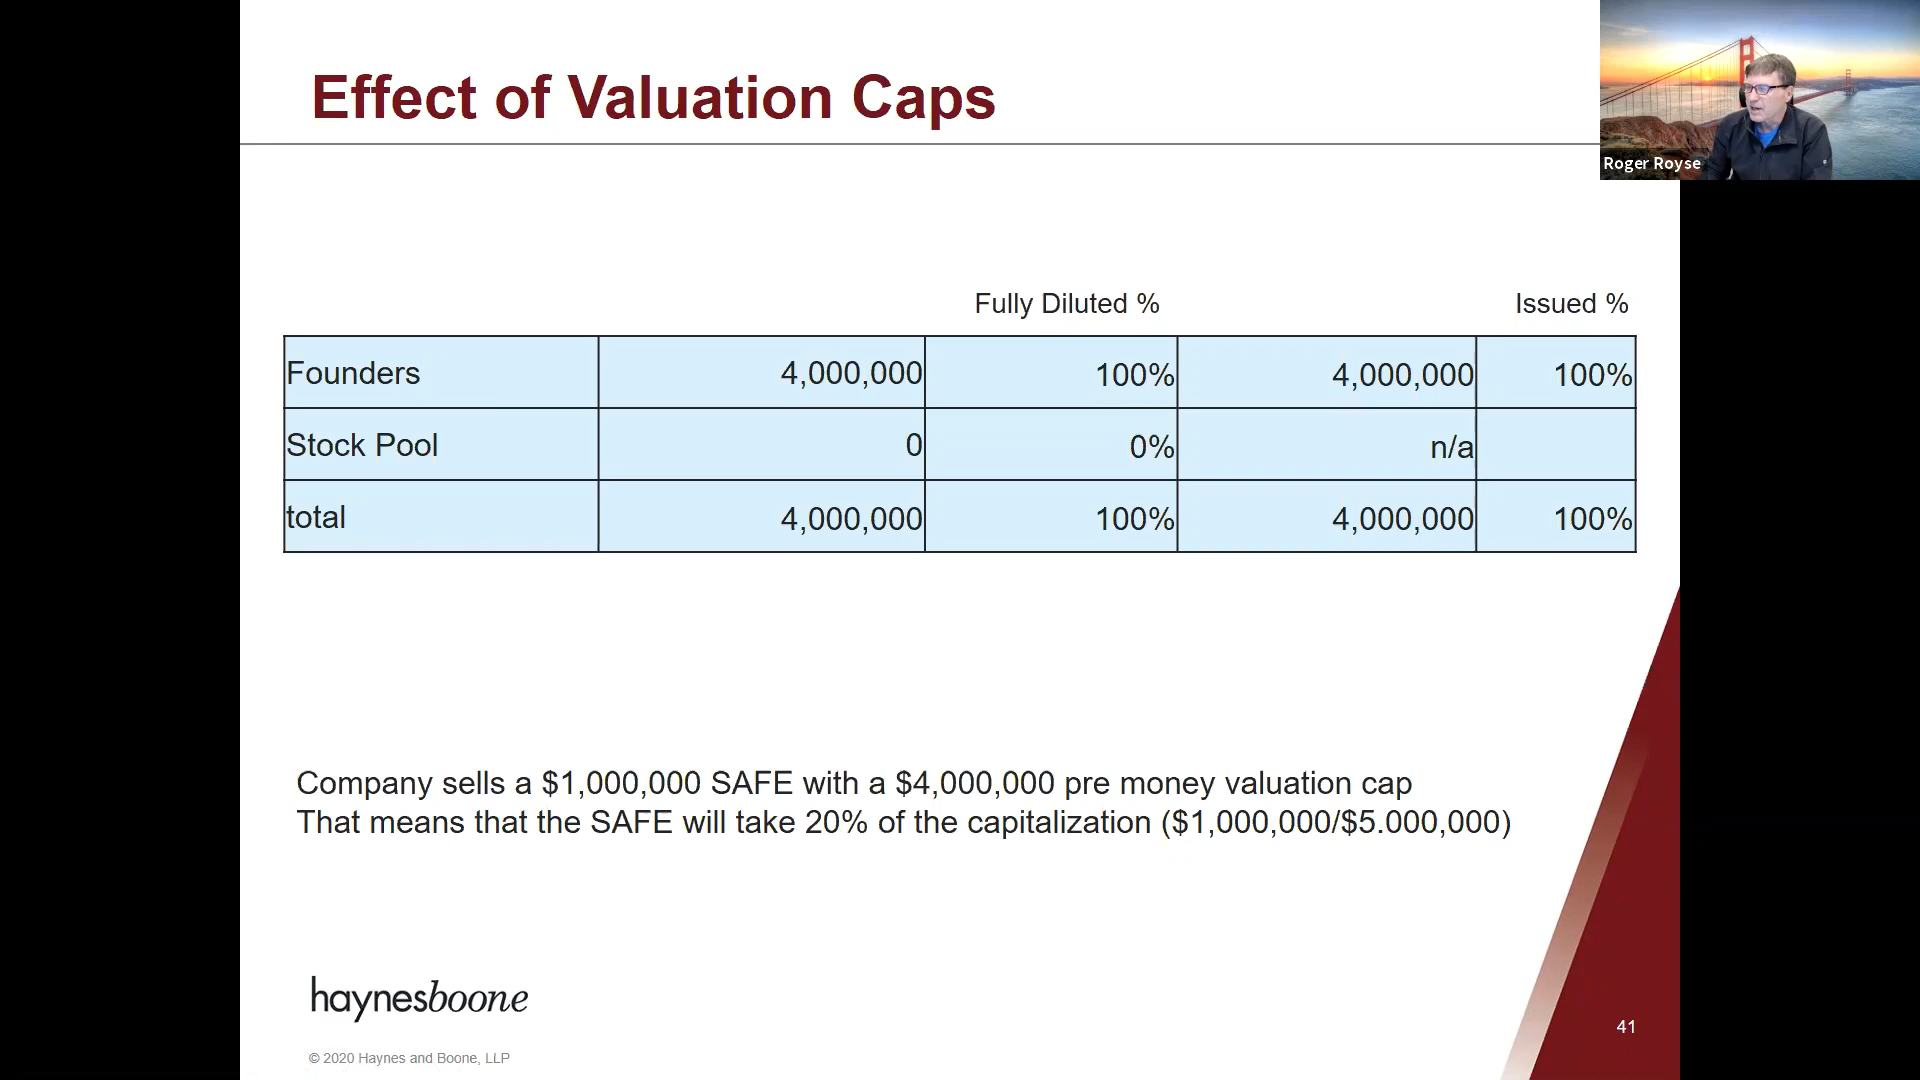 Effect of Valuation Caps
Roger Royse
Fully Diluted % Issued %
Founders 4,000,000 100% 4,000,000 100%
Stock Pool 0 0% n/a
total 4,000,000 100% 4,000,000 100%
Company sells a $1,000,000 SAFE with a $4,000,000 pre money valuation cap
That means that the SAFE will take 20% of the capitalization ($1,000,000/$5.000,000)
haynesboone
41
© 2020 Haynes and Boone, LLP